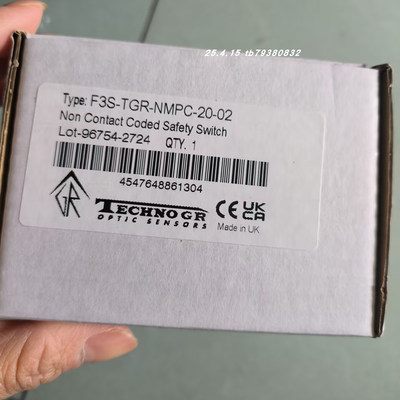 25.4.15 tb79380832
Type: F3S-TGR-NMPC-20-02
Non Contact Coded Safety Switch
Lot-96754-2724 QTY. 1
4547648861304
GR
TECHNO GR
OPTIC SENSORS
CE UK CA
Made in UK